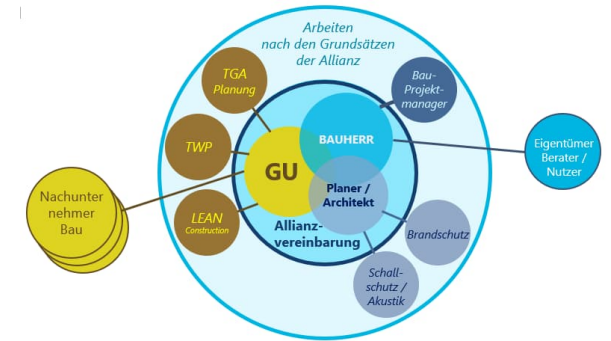 Arbeiten
nach den Grundsätzen
der Allianz
TGA
Planung
Bau-
Projekt-
manager
TWP
BAUHERR
Eigentümer
Berater /
Nutzer
GU
Nachunter
nehmer
Bau
Planer /
Architekt
LEAN
Construction
Allianz-
vereinbarung
Brandschutz
Schall-
schutz /
Akustik